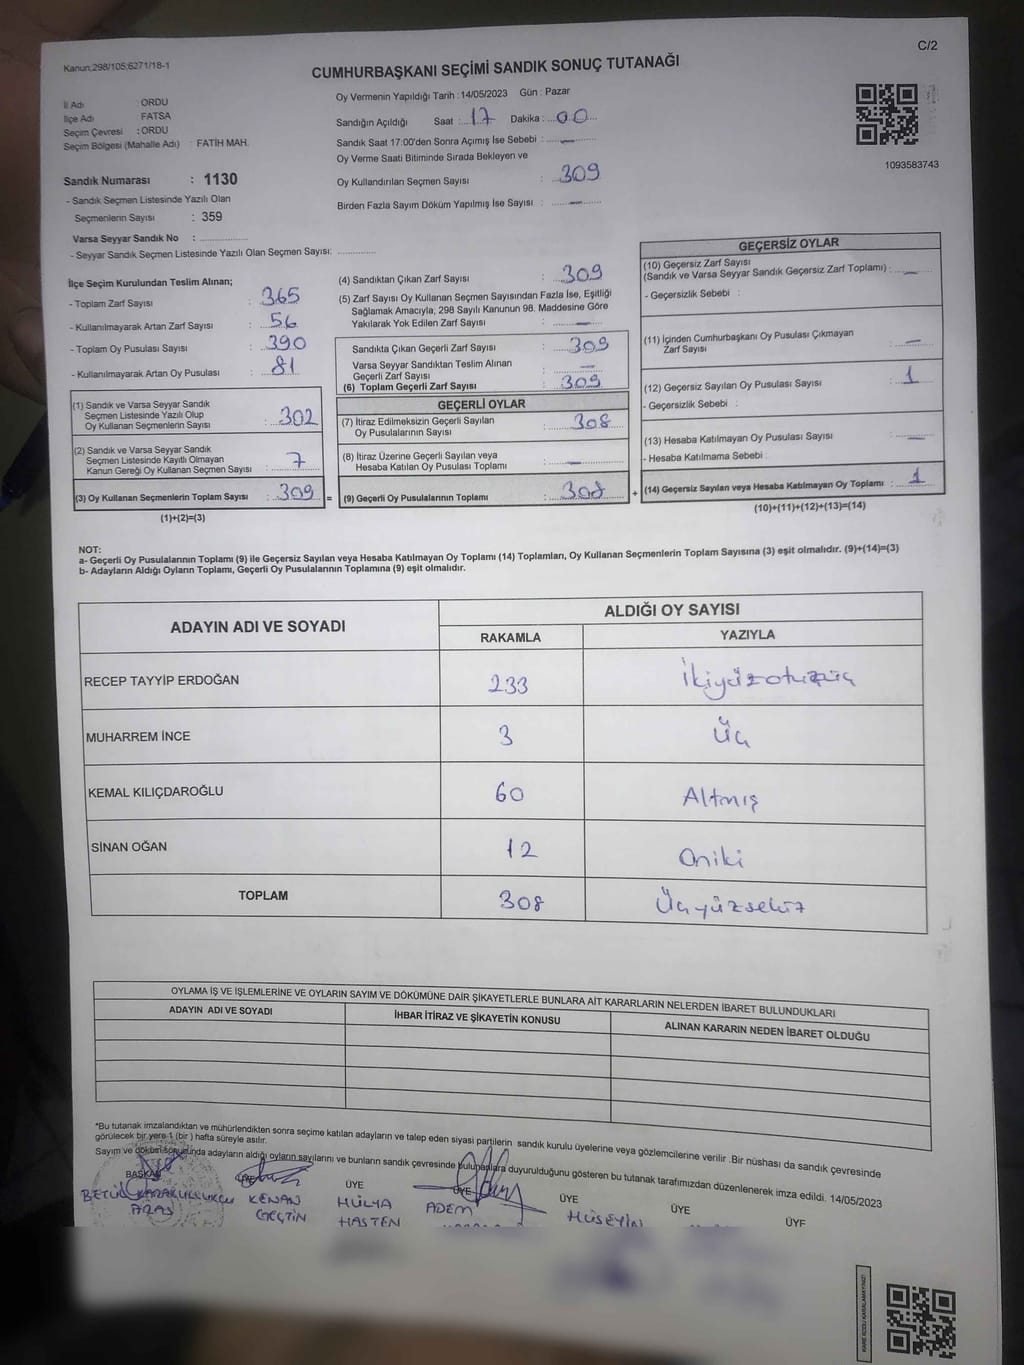 C/2
Kanun:298/105;6271/18-1
CUMHURBAŞKANI SEÇİMİ SANDIK SONUÇ TUTANAĞI
İl Adı : ORDU
İlçe Adı : FATSA
Seçim Çevresi : ORDU
Seçim Bölgesi (Mahalle Adı) : FATİH MAH.
Oy Vermenin Yapıldığı Tarih : 14/05/2023 Gün : Pazar
Sandığın Açıldığı Saat : 17 Dakika : 00
Sandık Saat 17:00'den Sonra Açımış İse Sebebi : —
Oy Verme Saati Bitiminde Sırada Bekleyen ve
Oy Kullandırılan Seçmen Sayısı : 309
Birden Fazla Sayım Döküm Yapılmış İse Sayısı : —
1093583743
Sandık Numarası : 1130
- Sandık Seçmen Listesinde Yazılı Olan
Seçmenlerin Sayısı : 359
Varsa Seyyar Sandık No :
- Seyyar Sandık Seçmen Listesinde Yazılı Olan Seçmen Sayısı:
İlçe Seçim Kurulundan Teslim Alınan;
- Toplam Zarf Sayısı : 365
- Kullanılmayarak Artan Zarf Sayısı : 56
- Toplam Oy Pusulası Sayısı : 390
- Kullanılmayarak Artan Oy Pusulası : 81
(1) Sandık ve Varsa Seyyar Sandık
Seçmen Listesinde Yazılı Olup
Oy Kullanan Seçmenlerin Sayısı : 302
(2) Sandık ve Varsa Seyyar Sandık
Seçmen Listesinde Kayıtlı Olmayan
Kanun Gereği Oy Kullanan Seçmen Sayısı : 7
(3) Oy Kullanan Seçmenlerin Toplam Sayısı : 309 =
(1)+(2)=(3)
(4) Sandıktan Çıkan Zarf Sayısı : 309
(5) Zarf Sayısı Oy Kullanan Seçmen Sayısından Fazla İse, Eşitliği
Sağlamak Amacıyla; 298 Sayılı Kanunun 98. Maddesine Göre
Yakılarak Yok Edilen Zarf Sayısı : —
Sandıkta Çıkan Geçerli Zarf Sayısı : 309
Varsa Seyyar Sandıktan Teslim Alınan
Geçerli Zarf Sayısı : —
(6) Toplam Geçerli Zarf Sayısı : 309
GEÇERLİ OYLAR
(7) İtiraz Edilmeksizin Geçerli Sayılan
Oy Pusulalarının Sayısı : 308
(8) İtiraz Üzerine Geçerli Sayılan veya
Hesaba Katılan Oy Pusulası Toplamı : —
(9) Geçerli Oy Pusulalarının Toplamı : 308 +
GEÇERSİZ OYLAR
(10) Geçersiz Zarf Sayısı
(Sandık ve Varsa Seyyar Sandık Geçersiz Zarf Toplamı) : —
- Geçersizlik Sebebi :
(11) İçinden Cumhurbaşkanı Oy Pusulası Çıkmayan
Zarf Sayısı : —
(12) Geçersiz Sayılan Oy Pusulası Sayısı : 1
- Geçersizlik Sebebi :
(13) Hesaba Katılmayan Oy Pusulası Sayısı : —
- Hesaba Katılmama Sebebi :
(14) Geçersiz Sayılan veya Hesaba Katılmayan Oy Toplamı : 1
(10)+(11)+(12)+(13)=(14)
NOT:
a- Geçerli Oy Pusulalarının Toplamı (9) ile Geçersiz Sayılan veya Hesaba Katılmayan Oy Toplamı (14) Toplamları, Oy Kullanan Seçmenlerin Toplam Sayısına (3) eşit olmalıdır. (9)+(14)=(3)
b- Adayların Aldığı Oyların Toplamı, Geçerli Oy Pusulalarının Toplamına (9) eşit olmalıdır.
ADAYIN ADI VE SOYADI ALDIĞI OY SAYISI
RAKAMLA YAZIYLA
RECEP TAYYİP ERDOĞAN 233 İkiyüzotuzüç
MUHARREM İNCE 3 Üç
KEMAL KILIÇDAROĞLU 60 Altmış
SİNAN OĞAN 12 Oniki
TOPLAM 308 Üçyüzsekiz
OYLAMA İŞ VE İŞLEMLERİNE VE OYLARIN SAYIM VE DÖKÜMÜNE DAİR ŞİKAYETLERLE BUNLARA AİT KARARLARIN NELERDEN İBARET BULUNDUKLARI
ADAYIN ADI VE SOYADI İHBAR İTİRAZ VE ŞİKAYETİN KONUSU ALINAN KARARIN NEDEN İBARET OLDUĞU
*Bu tutanak imzalandıktan ve mühürlendikten sonra seçime katılan adayların ve talep eden siyasi partilerin sandık kurulu üyelerine veya gözlemcilerine verilir .Bir nüshası da sandık çevresinde
görülecek bir yere 1 (bir ) hafta süreyle asılır.
Sayım ve döküm sonucunda adayların aldığı oyların sayılarını ve bunların sandık çevresinde bulunanlara duyurulduğunu gösteren bu tutanak tarafımızdan düzenlenerek imza edildi. 14/05/2023
BAŞKAN ÜYE ÜYE ÜYE ÜYE ÜYE ÜYE
BETÜL KARAKULLUKÇU KENAN HÜLYA ADEM HÜSEYİN
ARAS GEÇTİN HASTEN
KARE KODU KARALAMAYINIZ!